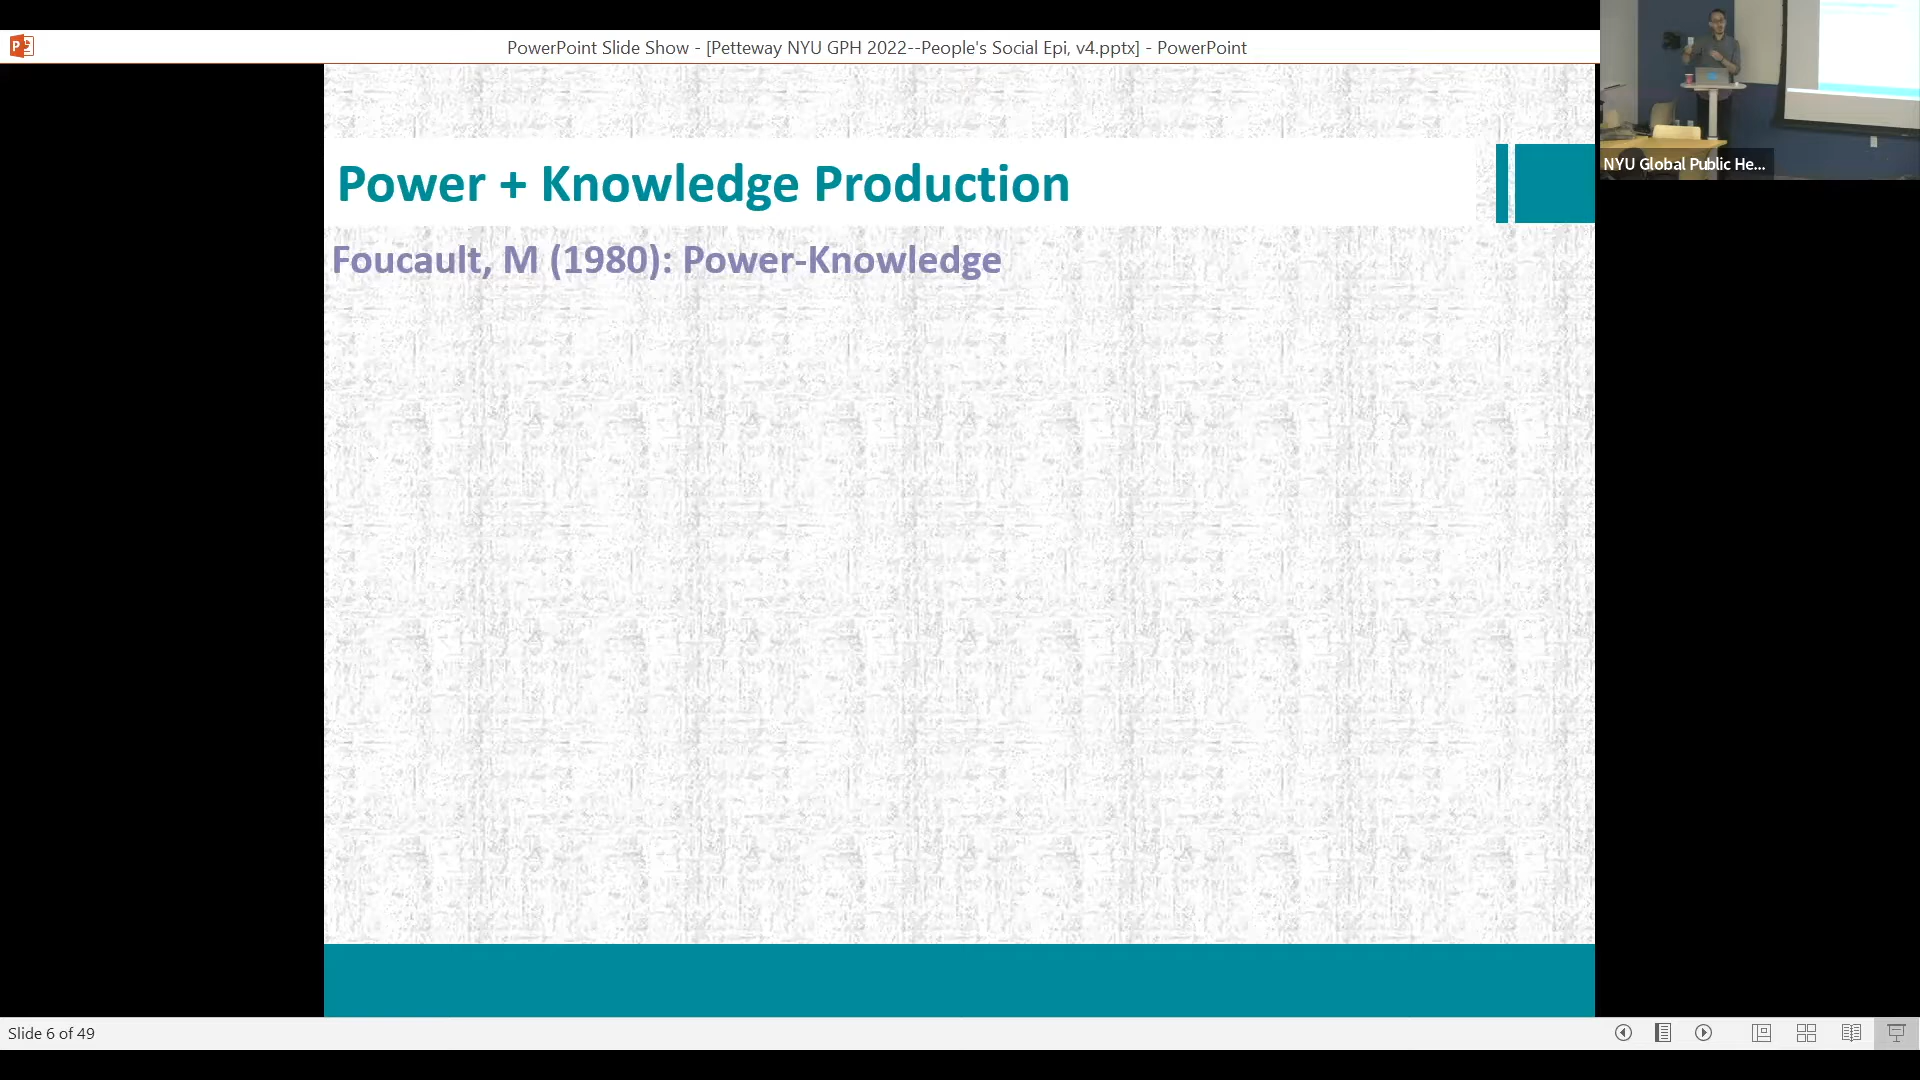 PowerPoint Slide Show - [Petteway NYU GPH 2022--People's Social Epi, v4.pptx] - PowerPoint
NYU Global Public He...
Power + Knowledge Production
Foucault, M (1980): Power-Knowledge
Slide 6 of 49